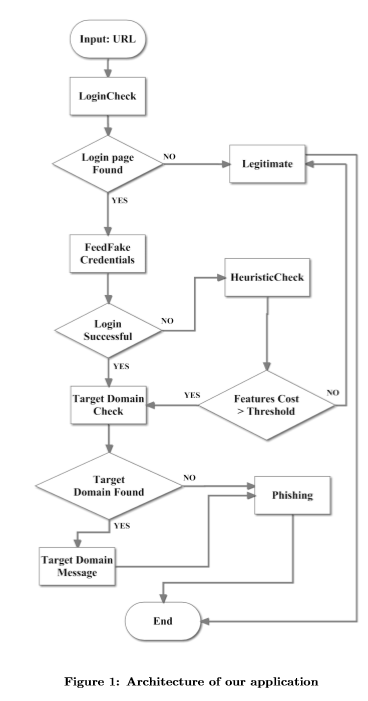 Input: URL
LoginCheck
Login page
Found
NO
Legitimate
YES
FeedFake
Credentials
HeuristicCheck
NO
Login
Successful
YES
Target Domain
Check
YES
Features Cost
> Threshold
NO
Target
Domain Found
NO
Phishing
YES
Target Domain
Message
End
Figure 1: Architecture of our application